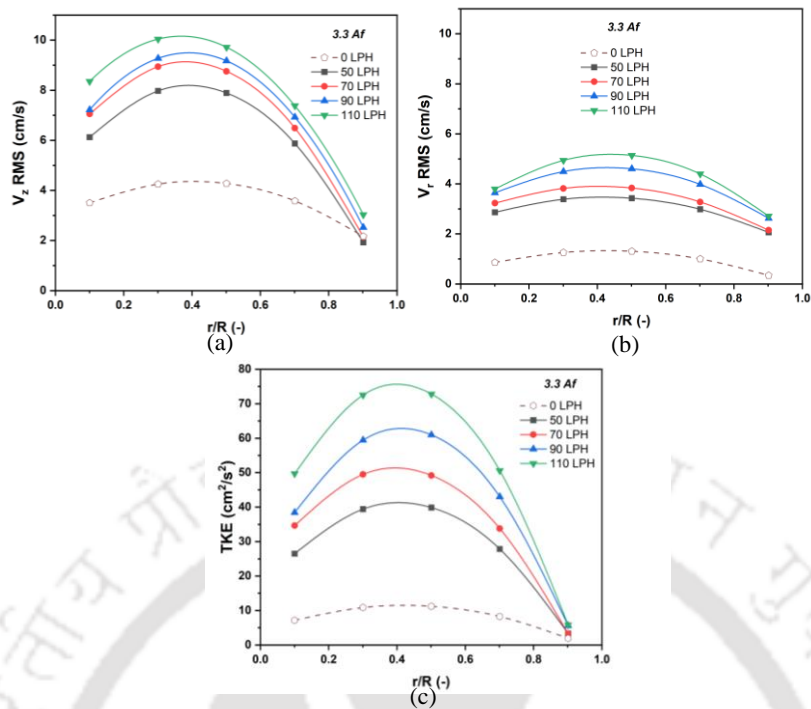 3.3 Af
0 LPH
50 LPH
70 LPH
90 LPH
110 LPH
10
8
6
4
2
0
V_z RMS (cm/s)
0.0 0.2 0.4 0.6 0.8 1.0
r/R (-)
(a)
3.3 Af
0 LPH
50 LPH
70 LPH
90 LPH
110 LPH
10
8
6
4
2
0
V_r RMS (cm/s)
0.0 0.2 0.4 0.6 0.8 1.0
r/R (-)
(b)
3.3 Af
0 LPH
50 LPH
70 LPH
90 LPH
110 LPH
80
70
60
50
40
30
20
10
0
TKE (cm²/s²)
0.0 0.2 0.4 0.6 0.8 1.0
r/R (-)
(c)